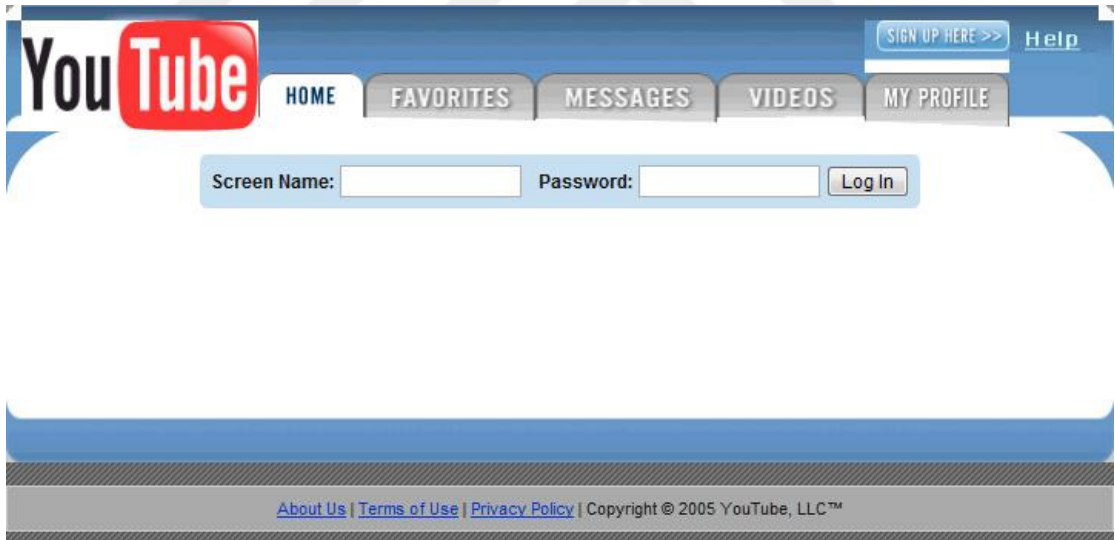 YouTube
SIGN UP HERE >> Help
HOME FAVORITES MESSAGES VIDEOS MY PROFILE
Screen Name: Password: Log In
About Us | Terms of Use | Privacy Policy | Copyright © 2005 YouTube, LLC™